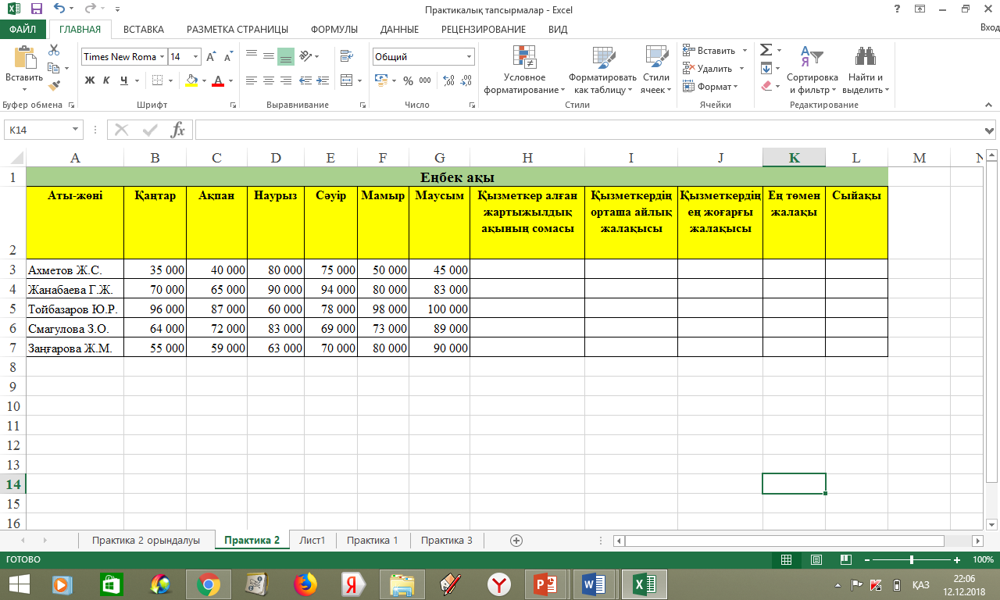 Практикалық тапсырмалар - Excel
Вход
ФАЙЛ ГЛАВНАЯ ВСТАВКА РАЗМЕТКА СТРАНИЦЫ ФОРМУЛЫ ДАННЫЕ РЕЦЕНЗИРОВАНИЕ ВИД
Вставить
Буфер обмена
Times New Roma 14
Ж К Ч
Шрифт
Выравнивание
Общий
% 000
Число
Условное форматирование
Форматировать как таблицу
Стили ячеек
Стили
Вставить
Удалить
Формат
Ячейки
Сортировка и фильтр
Найти и выделить
Редактирование
K14 fx
A B C D E F G H I J K L M N
1 Еңбек ақы
2 Аты-жөні Қаңтар Ақпан Наурыз Сәуір Мамыр Маусым Қызметкер алған жартыжылдық ақының сомасы Қызметкердің орташа айлық жалақысы Қызметкердің ең жоғарғы жалақысы Ең төмен жалақы Сыйақы
3 Ахметов Ж.С. 35 000 40 000 80 000 75 000 50 000 45 000
4 Жанабаева Г.Ж. 70 000 65 000 90 000 94 000 80 000 83 000
5 Тойбазаров Ю.Р. 96 000 87 000 60 000 78 000 98 000 100 000
6 Смагулова З.О. 64 000 72 000 83 000 69 000 73 000 89 000
7 Заңғарова Ж.М. 55 000 59 000 63 000 70 000 80 000 90 000
8
9
10
11
12
13
14
15
16
Практика 2 орындалуы Практика 2 Лист1 Практика 1 Практика 3
ГОТОВО 100%
ҚАЗ 22:06
12.12.2018